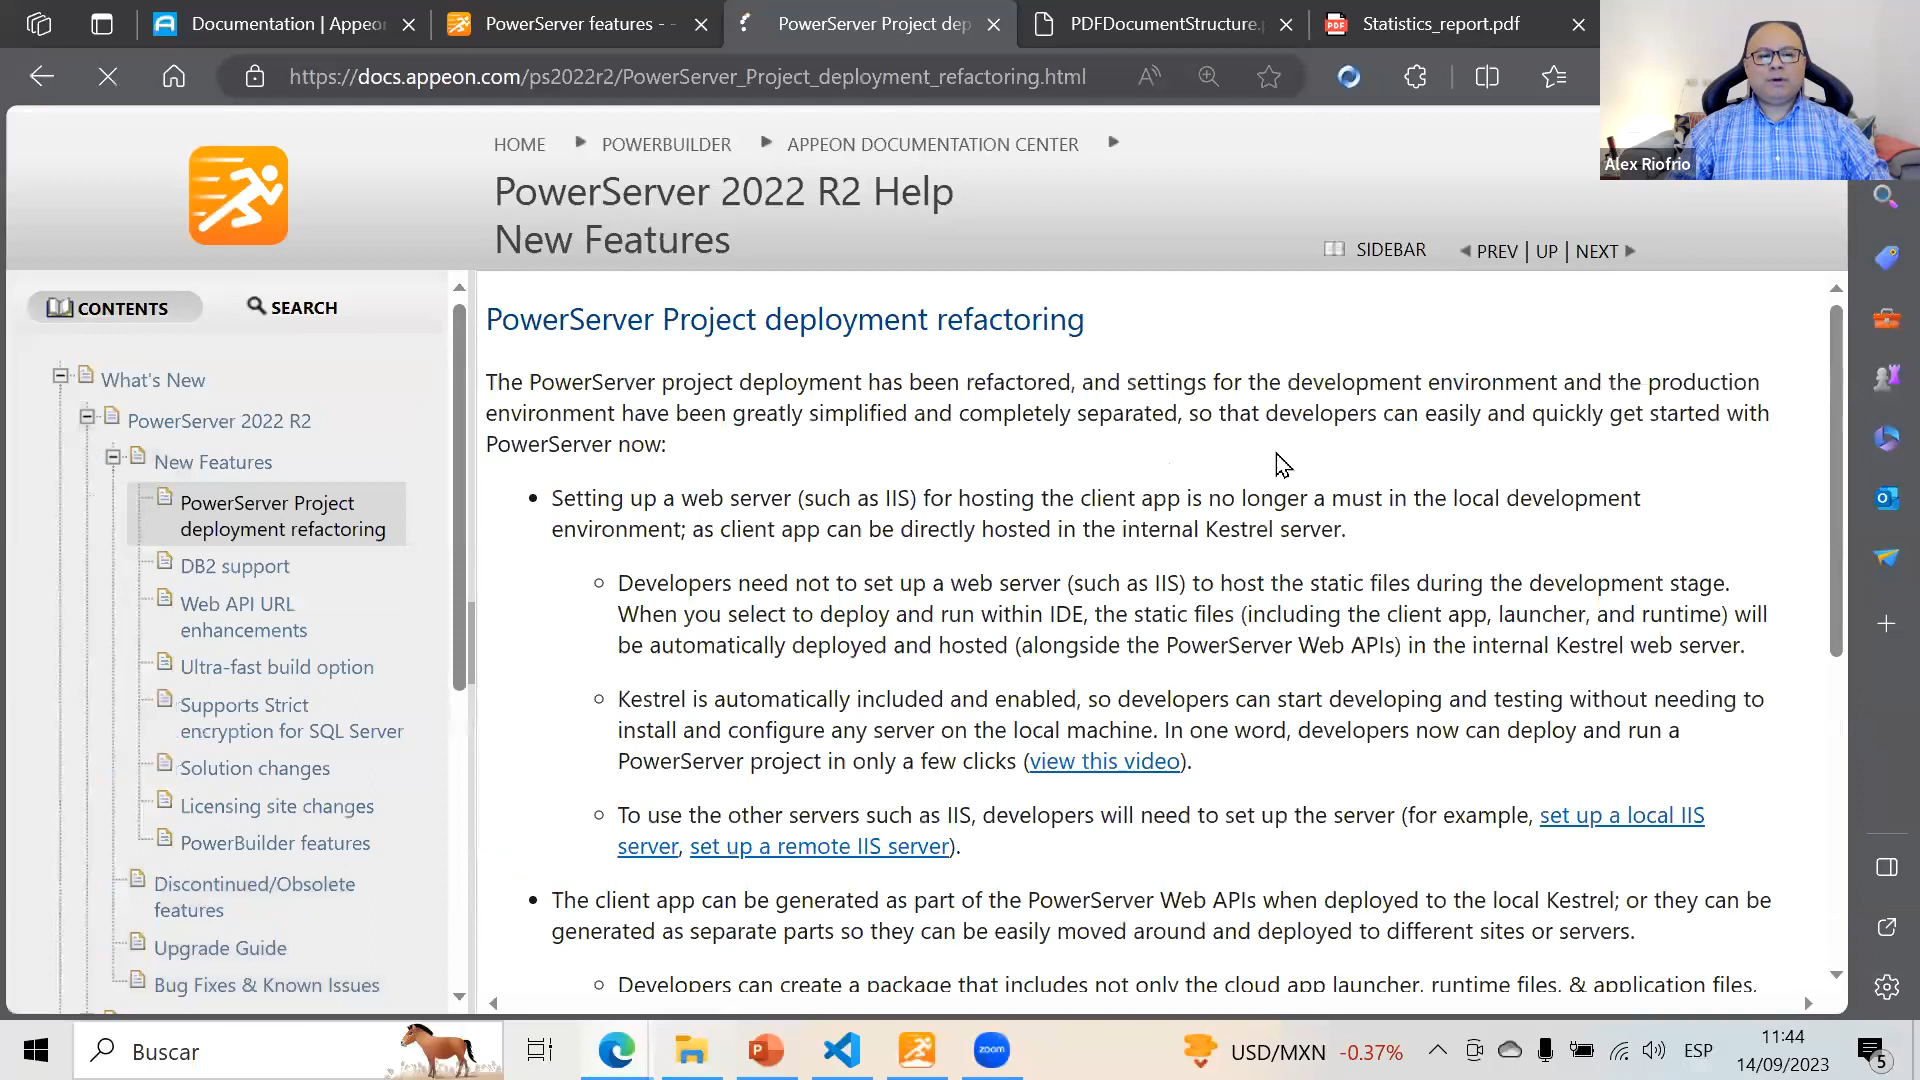 Documentation | Appeon
PowerServer features -
PowerServer Project dep
PDFDocumentStructure.p
Statistics_report.pdf
https://docs.appeon.com/ps2022r2/PowerServer_Project_deployment_refactoring.html
Alex Riofrio
HOME POWERBUILDER APPEON DOCUMENTATION CENTER
PowerServer 2022 R2 Help
New Features
SIDEBAR PREV | UP | NEXT
CONTENTS SEARCH
What's New
PowerServer 2022 R2
New Features
PowerServer Project
deployment refactoring
DB2 support
Web API URL
enhancements
Ultra-fast build option
Supports Strict
encryption for SQL Server
Solution changes
Licensing site changes
PowerBuilder features
Discontinued/Obsolete
features
Upgrade Guide
Bug Fixes & Known Issues
PowerServer Project deployment refactoring
The PowerServer project deployment has been refactored, and settings for the development environment and the production
environment have been greatly simplified and completely separated, so that developers can easily and quickly get started with
PowerServer now:
• Setting up a web server (such as IIS) for hosting the client app is no longer a must in the local development
environment; as client app can be directly hosted in the internal Kestrel server.
○ Developers need not to set up a web server (such as IIS) to host the static files during the development stage.
When you select to deploy and run within IDE, the static files (including the client app, launcher, and runtime) will
be automatically deployed and hosted (alongside the PowerServer Web APIs) in the internal Kestrel web server.
○ Kestrel is automatically included and enabled, so developers can start developing and testing without needing to
install and configure any server on the local machine. In one word, developers now can deploy and run a
PowerServer project in only a few clicks (view this video).
○ To use the other servers such as IIS, developers will need to set up the server (for example, set up a local IIS
server, set up a remote IIS server).
• The client app can be generated as part of the PowerServer Web APIs when deployed to the local Kestrel; or they can be
generated as separate parts so they can be easily moved around and deployed to different sites or servers.
○ Developers can create a package that includes not only the cloud app launcher, runtime files, & application files,
Buscar
zoom
USD/MXN -0.37%
ESP
11:44
14/09/2023
5